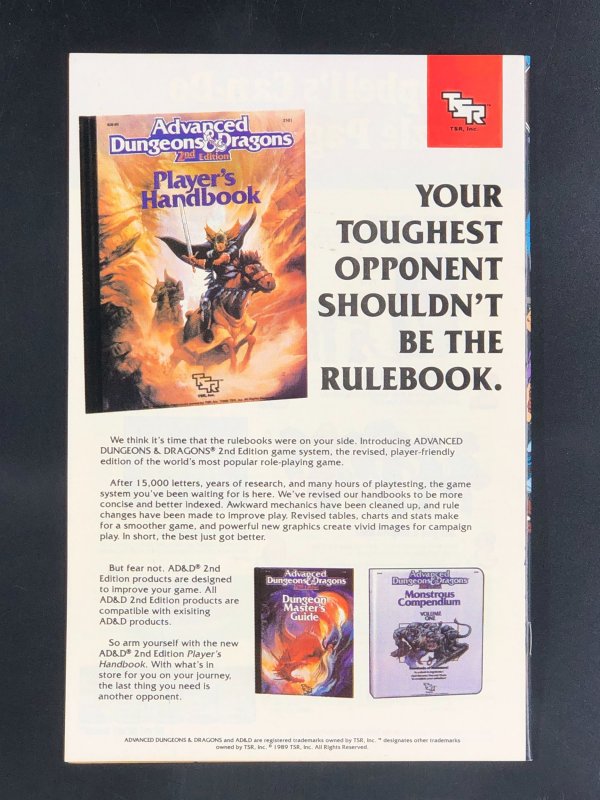 TSR
TSR, Inc.
Advanced
Dungeons & Dragons
2nd Edition
2101
Player's
Handbook
TSR
TSR, Inc.
YOUR
TOUGHEST
OPPONENT
SHOULDN'T
BE THE
RULEBOOK.
We think it's time that the rulebooks were on your side. Introducing ADVANCED
DUNGEONS & DRAGONS® 2nd Edition game system, the revised, player-friendly
edition of the world's most popular role-playing game.
After 15,000 letters, years of research, and many hours of playtesting, the game
system you've been waiting for is here. We've revised our handbooks to be more
concise and better indexed. Awkward mechanics have been cleaned up, and rule
changes have been made to improve play. Revised tables, charts and stats make
for a smoother game, and powerful new graphics create vivid images for campaign
play. In short, the best just got better.
But fear not. AD&D® 2nd
Edition products are designed
to improve your game. All
AD&D 2nd Edition products are
compatible with exisiting
AD&D products.
So arm yourself with the new
AD&D® 2nd Edition Player's
Handbook. With what's in
store for you on your journey,
the last thing you need is
another opponent.
Advanced
Dungeons & Dragons
2nd Edition
Dungeon
Master's
Guide
TSR
Advanced
Dungeons & Dragons
2nd Edition
Monstrous
Compendium
VOLUME
ONE
TSR
ADVANCED DUNGEONS & DRAGONS and AD&D are registered trademarks owned by TSR, Inc. ™ designates other trademarks
owned by TSR, Inc. © 1989 TSR, Inc. All Rights Reserved.